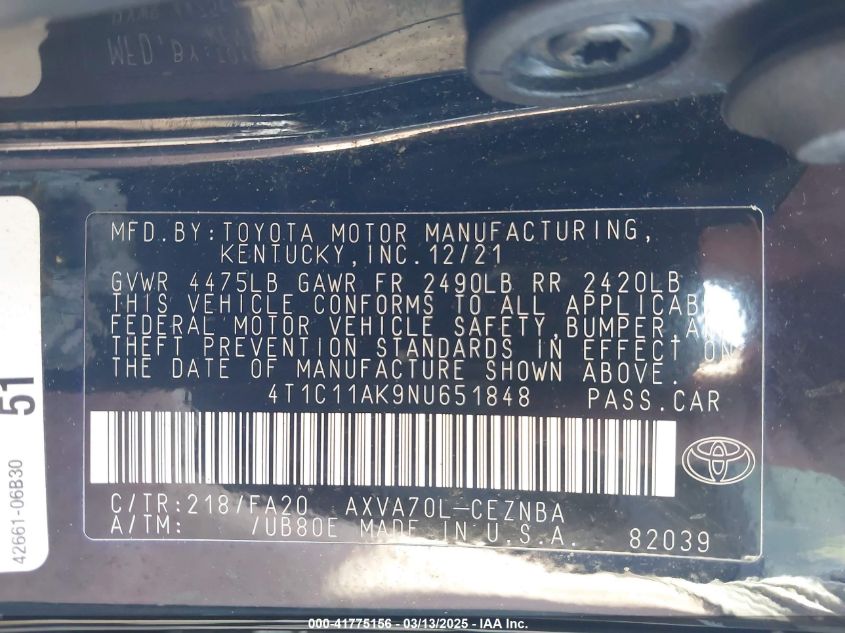 MFD. BY:
MFD.BY:TOYOTA MOTOR MANUFACTURING,
KENTUCKY,INC.12/21
GVWR 4475LB GAWR FR 2490LB RR 2420LB
THIS VEHICLE CONFORMS TO ALL APPLICAB
FEDERAL MOTOR VEHICLE SAFETY,BUMPER,A
THEFT PREVENTION STANDARDS IN EFFECT ON
THE DATE OF MANUFACTURE SHOWN ABOVE.
4T1C11AK9NU651848 PASS.CAR
C/TR:218/FA20 AXVA70L-CEZNBA
A/TM: /UB80E MADE IN U.S.A. 82039
51
42661-06B30
000-41775156 - 03/13/2025 - IAA Inc.